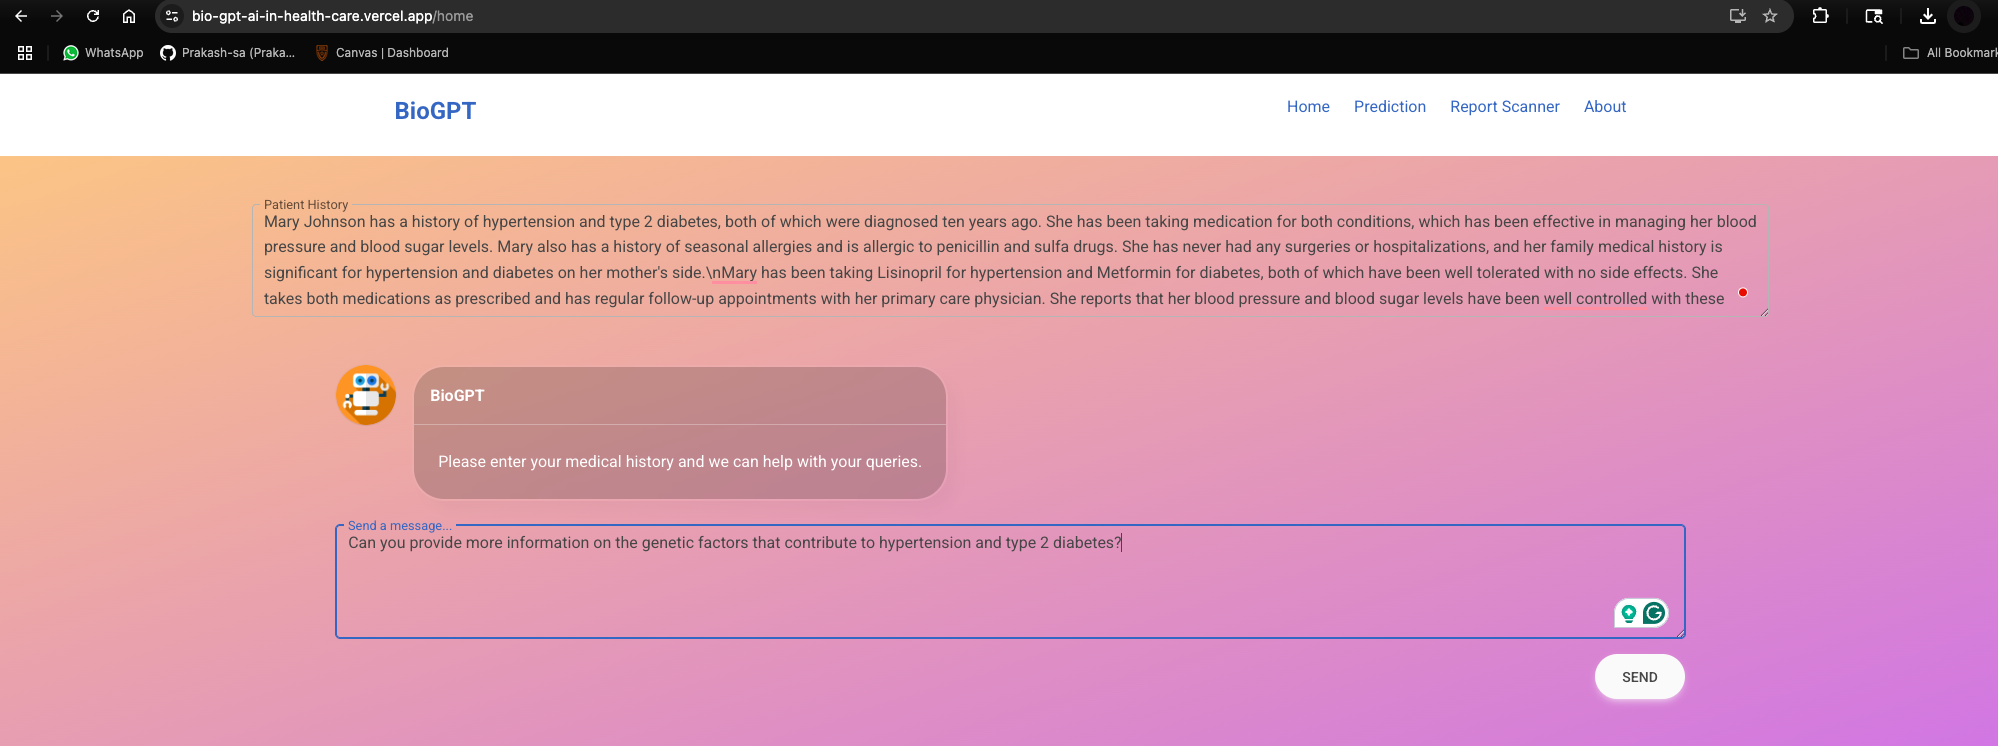 bio-gpt-ai-in-health-care.vercel.app/home
WhatsApp
Prakash-sa (Praka...
Canvas | Dashboard
All Bookmark
BioGPT
Home
Prediction
Report Scanner
About
Patient History
Mary Johnson has a history of hypertension and type 2 diabetes, both of which were diagnosed ten years ago. She has been taking medication for both conditions, which has been effective in managing her blood
pressure and blood sugar levels. Mary also has a history of seasonal allergies and is allergic to penicillin and sulfa drugs. She has never had any surgeries or hospitalizations, and her family medical history is
significant for hypertension and diabetes on her mother's side.\nMary has been taking Lisinopril for hypertension and Metformin for diabetes, both of which have been well tolerated with no side effects. She
takes both medications as prescribed and has regular follow-up appointments with her primary care physician. She reports that her blood pressure and blood sugar levels have been well controlled with these
BioGPT
Please enter your medical history and we can help with your queries.
Send a message...
Can you provide more information on the genetic factors that contribute to hypertension and type 2 diabetes?
SEND